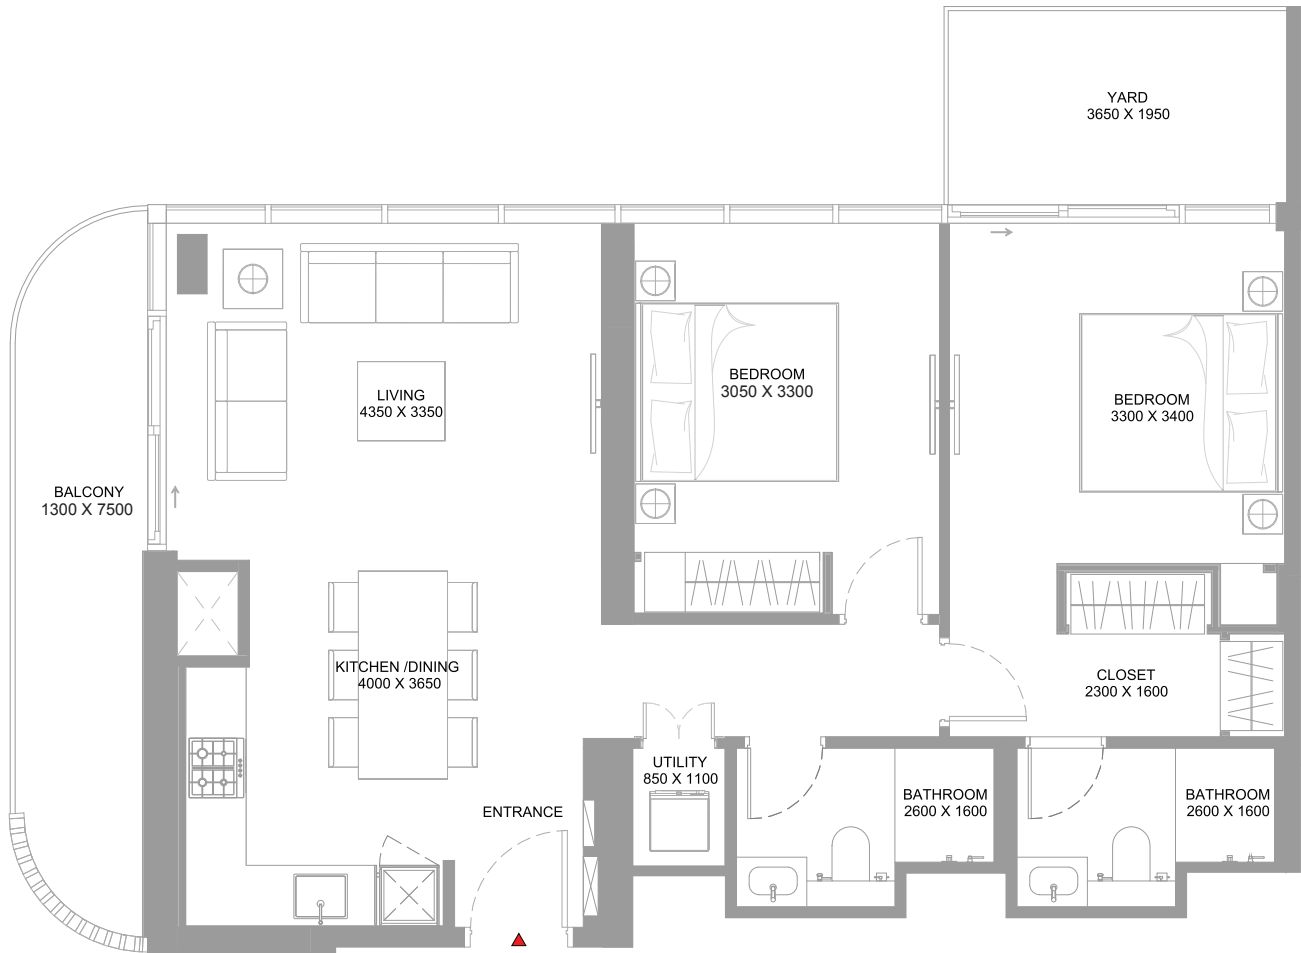 YARD
3650 X 1950
BEDROOM
3050 X 3300
LIVING
4350 X 3350
BEDROOM
3300 X 3400
BALCONY
1300 X 7500
KITCHEN /DINING
4000 X 3650
CLOSET
2300 X 1600
UTILITY
850 X 1100
ENTRANCE
BATHROOM
2600 X 1600
BATHROOM
2600 X 1600